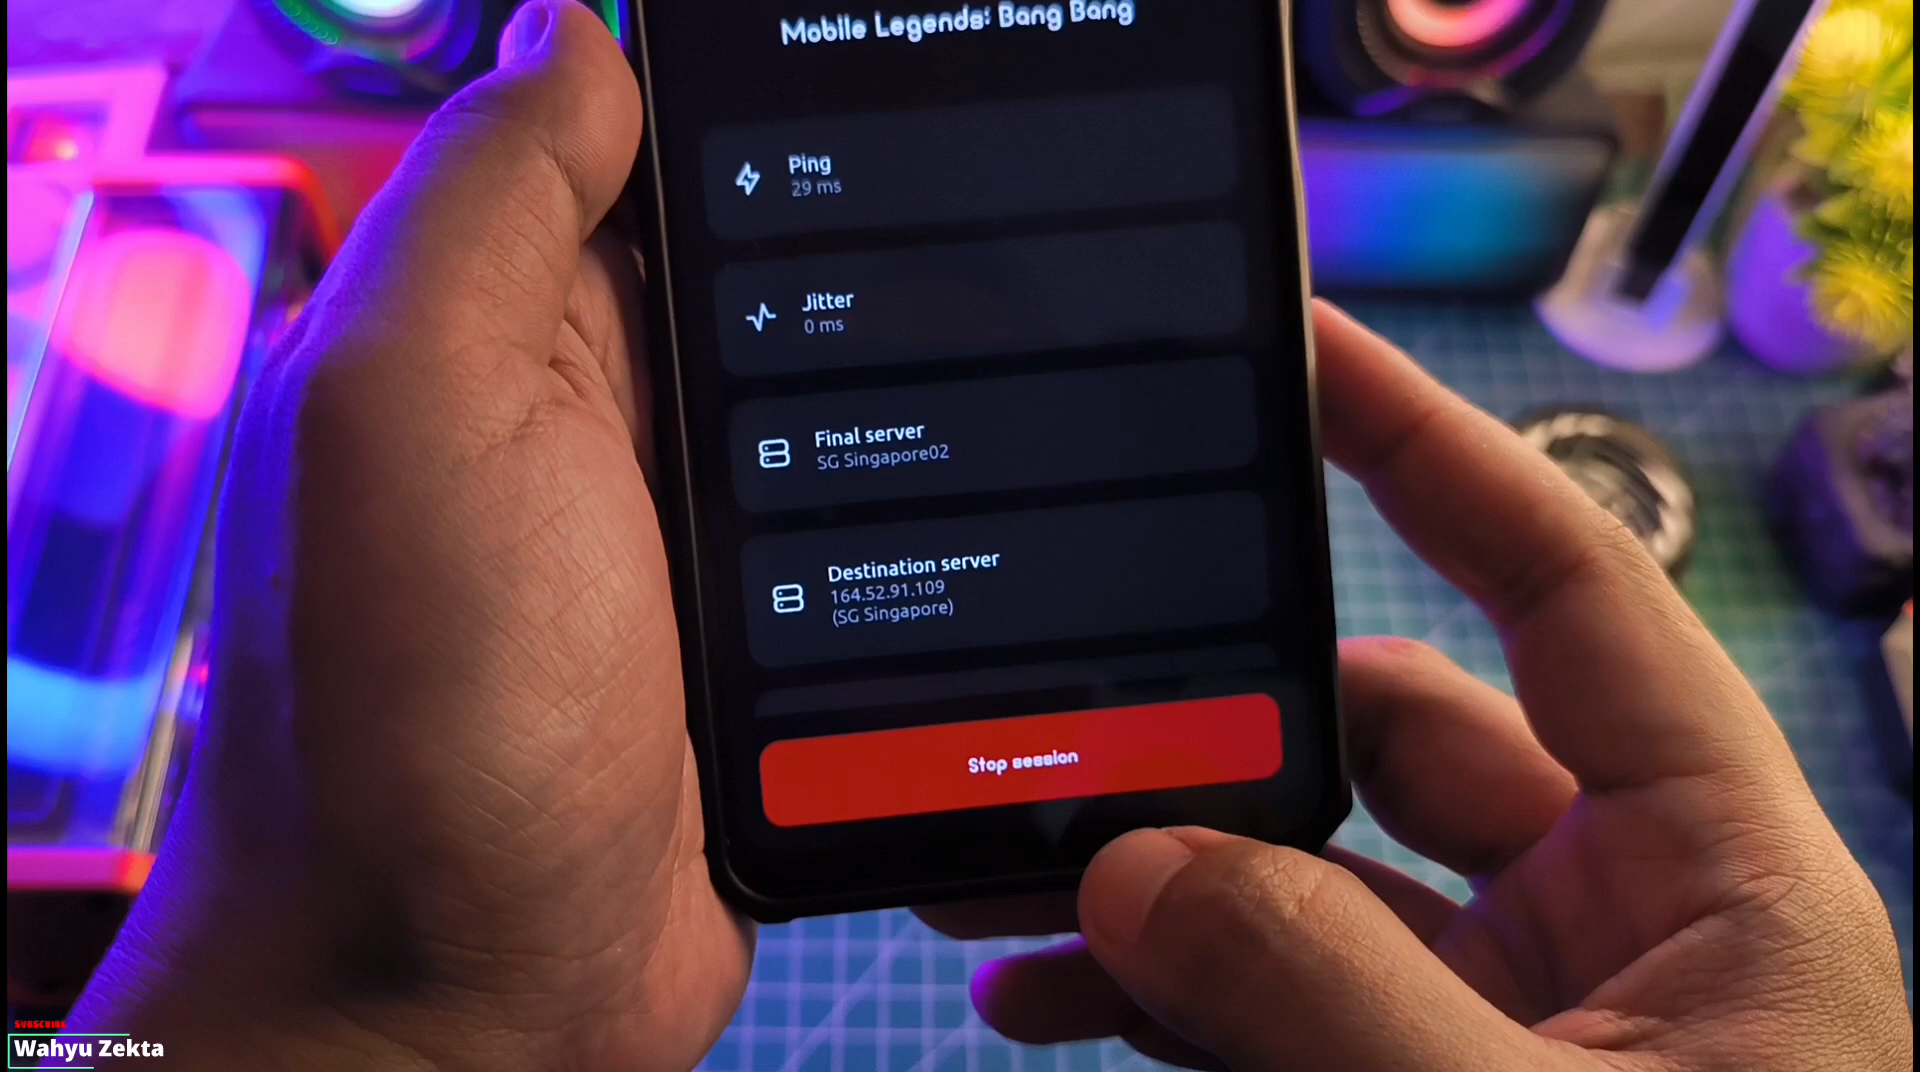 Mobile Legends: Bang Bang
Ping
29 ms
Jitter
0 ms
Final server
SG Singapore02
Destination server
164.52.91.109
(SG Singapore)
Stop session
SUBSCRIBE
Wahyu Zekta